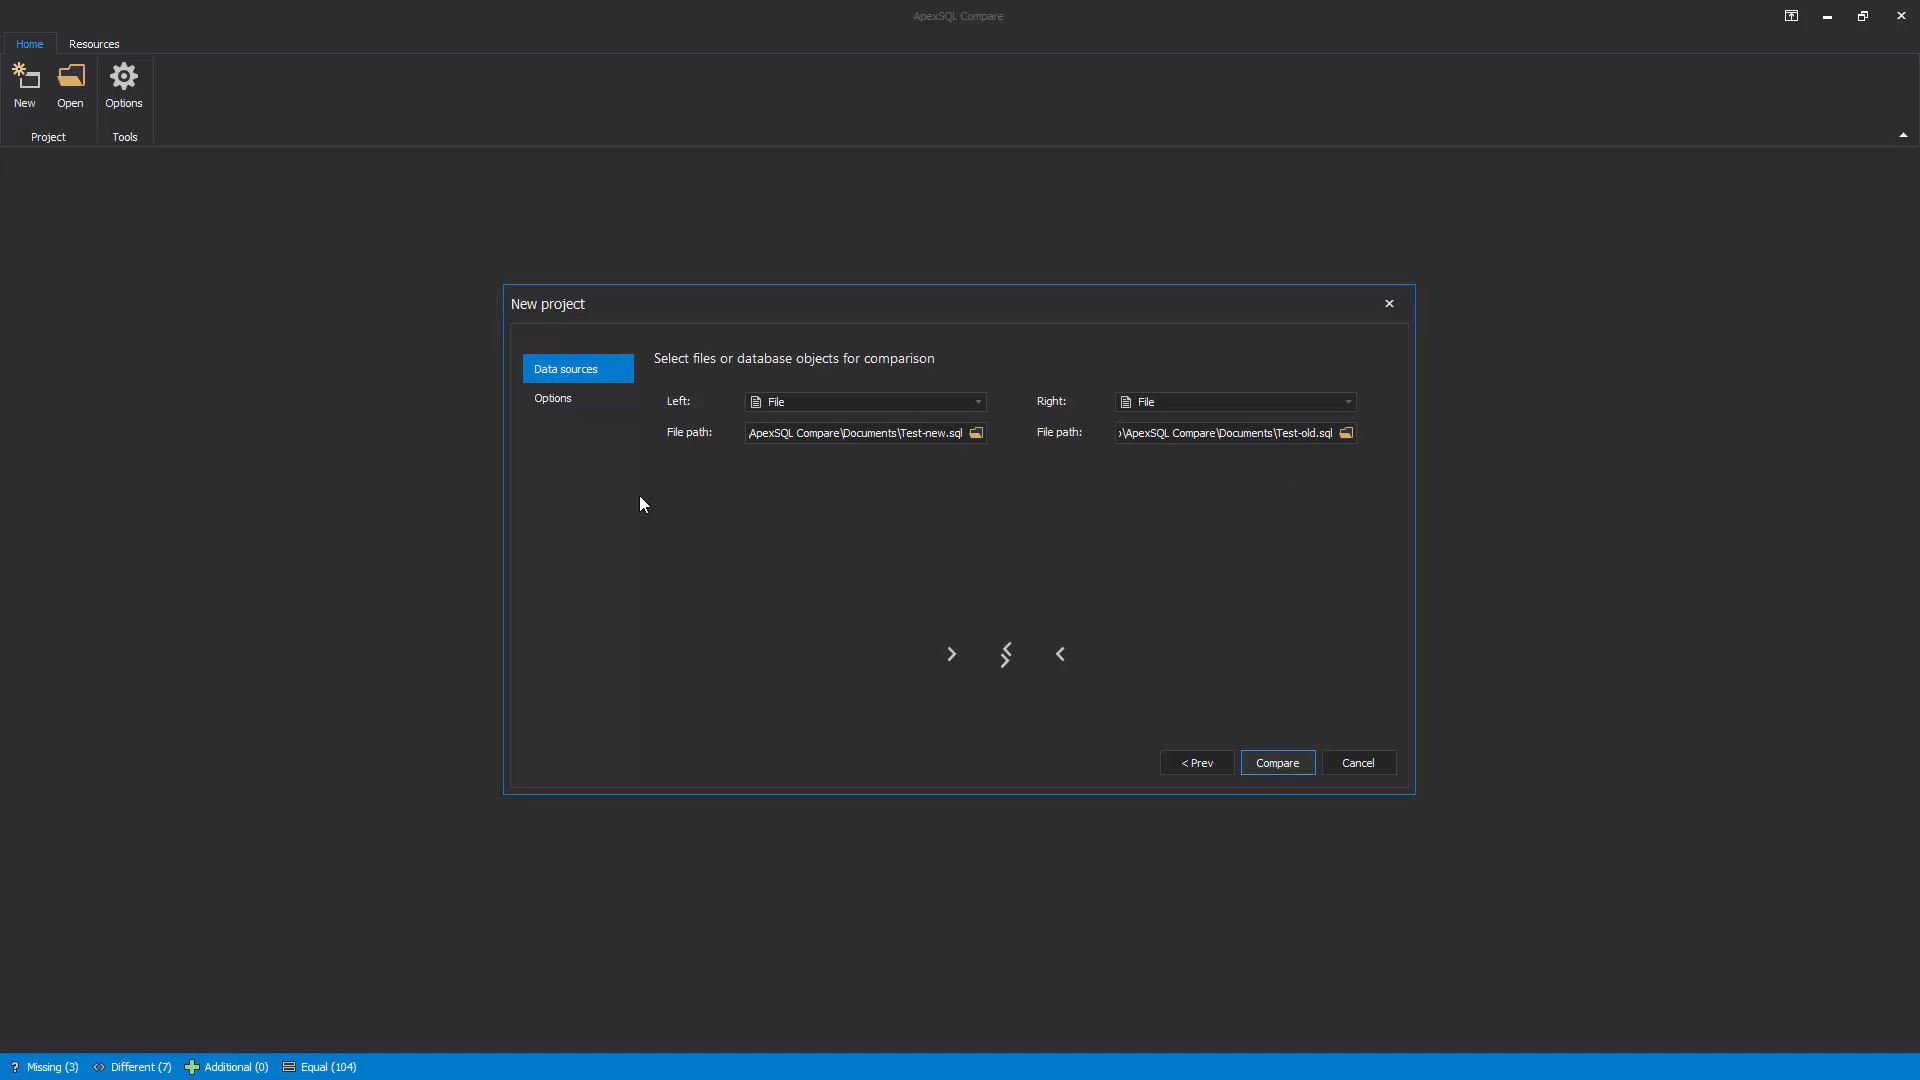 ApexSQL Compare
Home Resources
New Open Options
Project Tools
New project
Data sources
Options
Select files or database objects for comparison
Left: File
File path: ApexSQL Compare\Documents\Test-new.sql
Right: File
File path: \ApexSQL Compare\Documents\Test-old.sql
< Prev Compare Cancel
? Missing (3) Different (7) Additional (0) Equal (104)